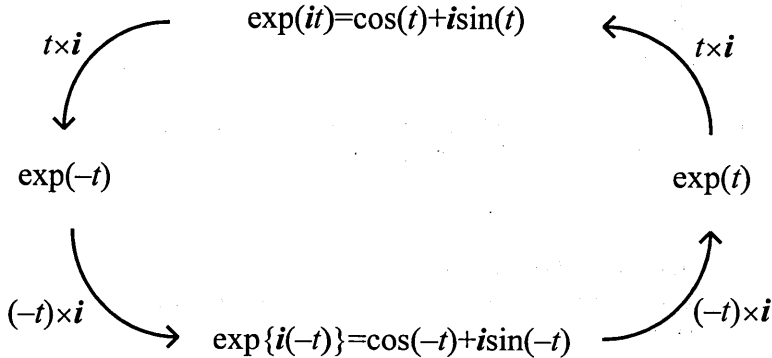 exp(it)=cos(t)+isin(t)
t×i
t×i
exp(–t)
exp(t)
(–t)×i
(–t)×i
exp{i(–t)}=cos(–t)+isin(–t)